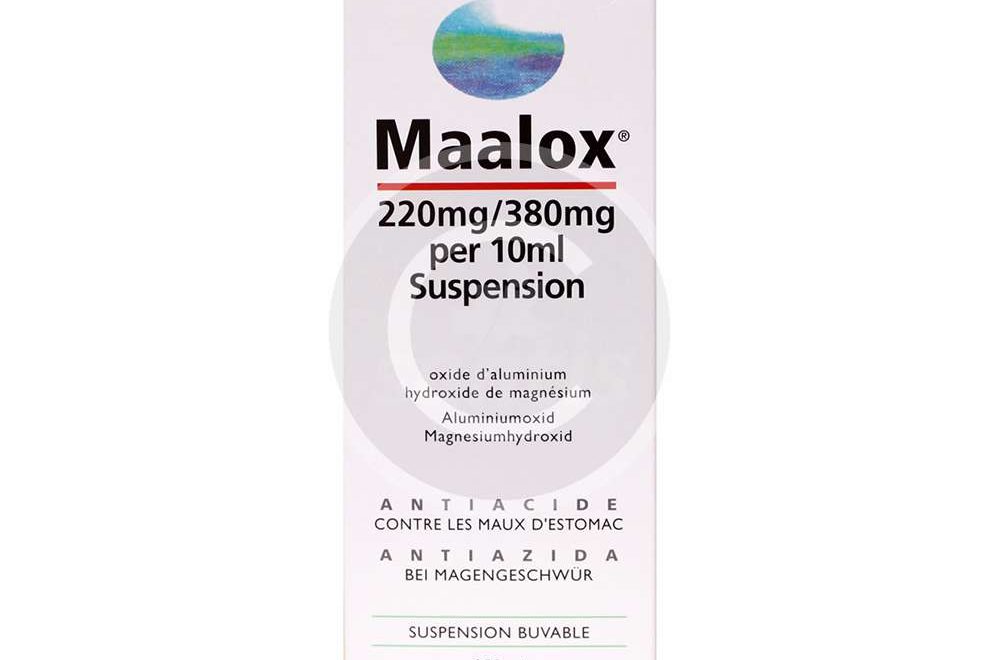 Maalox®
220mg/380mg
per 10ml
Suspension
oxide d'aluminium
hydroxide de magnésium
Aluminiumoxid
Magnesiumhydroxid
ANTIACIDE
CONTRE LES MAUX D'ESTOMAC
ANTIAZIDA
BEI MAGENGESCHWÜR
SUSPENSION BUVABLE